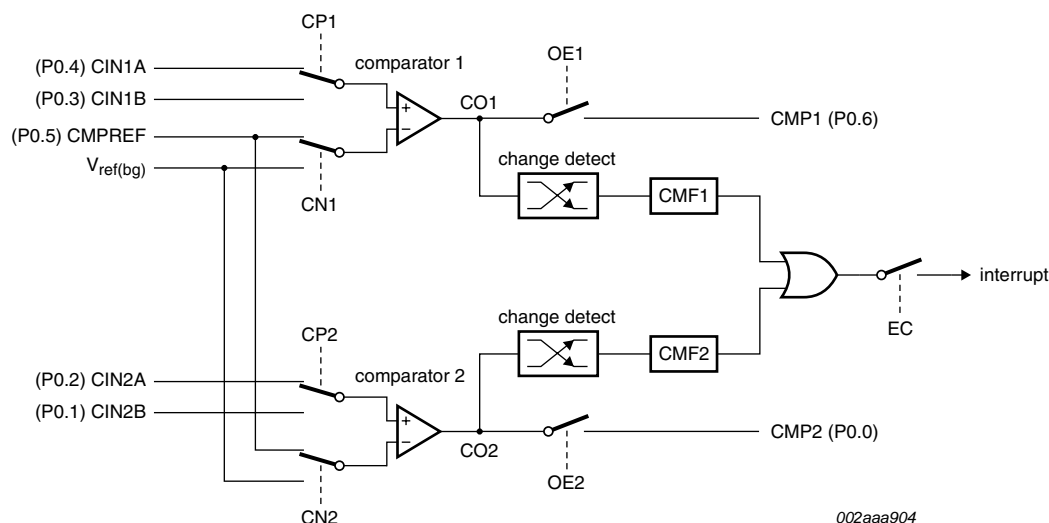 CP1
(P0.4) CIN1A
comparator 1
OE1
(P0.3) CIN1B
+
CO1
CMP1 (P0.6)
(P0.5) CMPREF
−
Vref(bg)
change detect
CN1
CMF1
interrupt
EC
CP2
change detect
CMF2
(P0.2) CIN2A
comparator 2
(P0.1) CIN2B
+
CMP2 (P0.0)
−
CO2
OE2
CN2
002aaa904